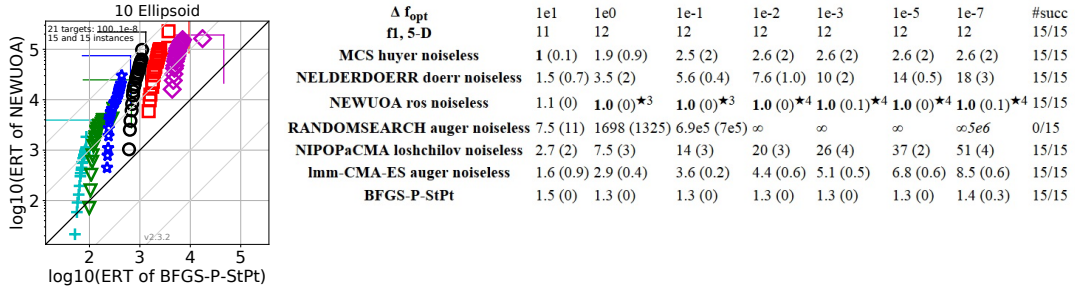 10 Ellipsoid
21 targets: 100..1e-8
15 and 15 instances
5
4
3
2
log10(ERT of NEWUOA)
v2.3.2
2 3 4 5
log10(ERT of BFGS-P-StPt)
Δ fopt 1e1 1e0 1e-1 1e-2 1e-3 1e-5 1e-7 #succ
f1, 5-D 11 12 12 12 12 12 12 15/15
MCS huyer noiseless 1 (0.1) 1.9 (0.9) 2.5 (2) 2.6 (2) 2.6 (2) 2.6 (2) 2.6 (2) 15/15
NELDERDOERR doerr noiseless 1.5 (0.7) 3.5 (2) 5.6 (0.4) 7.6 (1.0) 10 (2) 14 (0.5) 18 (3) 15/15
NEWUOA ros noiseless 1.1 (0) 1.0 (0)★3 1.0 (0)★3 1.0 (0)★4 1.0 (0.1)★4 1.0 (0)★4 1.0 (0.1)★4 15/15
RANDOMSEARCH auger noiseless 7.5 (11) 1698 (1325) 6.9e5 (7e5) ∞ ∞ ∞ ∞5e6 0/15
NIPOPaCMA loshchilov noiseless 2.7 (2) 7.5 (3) 14 (3) 20 (3) 26 (4) 37 (2) 51 (4) 15/15
lmm-CMA-ES auger noiseless 1.6 (0.9) 2.9 (0.4) 3.6 (0.2) 4.4 (0.6) 5.1 (0.5) 6.8 (0.6) 8.5 (0.6) 15/15
BFGS-P-StPt 1.5 (0) 1.3 (0) 1.3 (0) 1.3 (0) 1.3 (0) 1.3 (0) 1.4 (0.3) 15/15